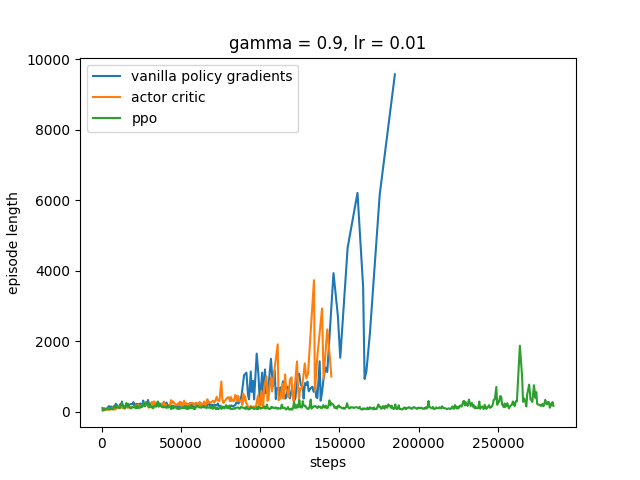 gamma = 0.9, lr = 0.01
vanilla policy gradients
actor critic
ppo
episode length
10000
8000
6000
4000
2000
0
0 50000 100000 150000 200000 250000
steps